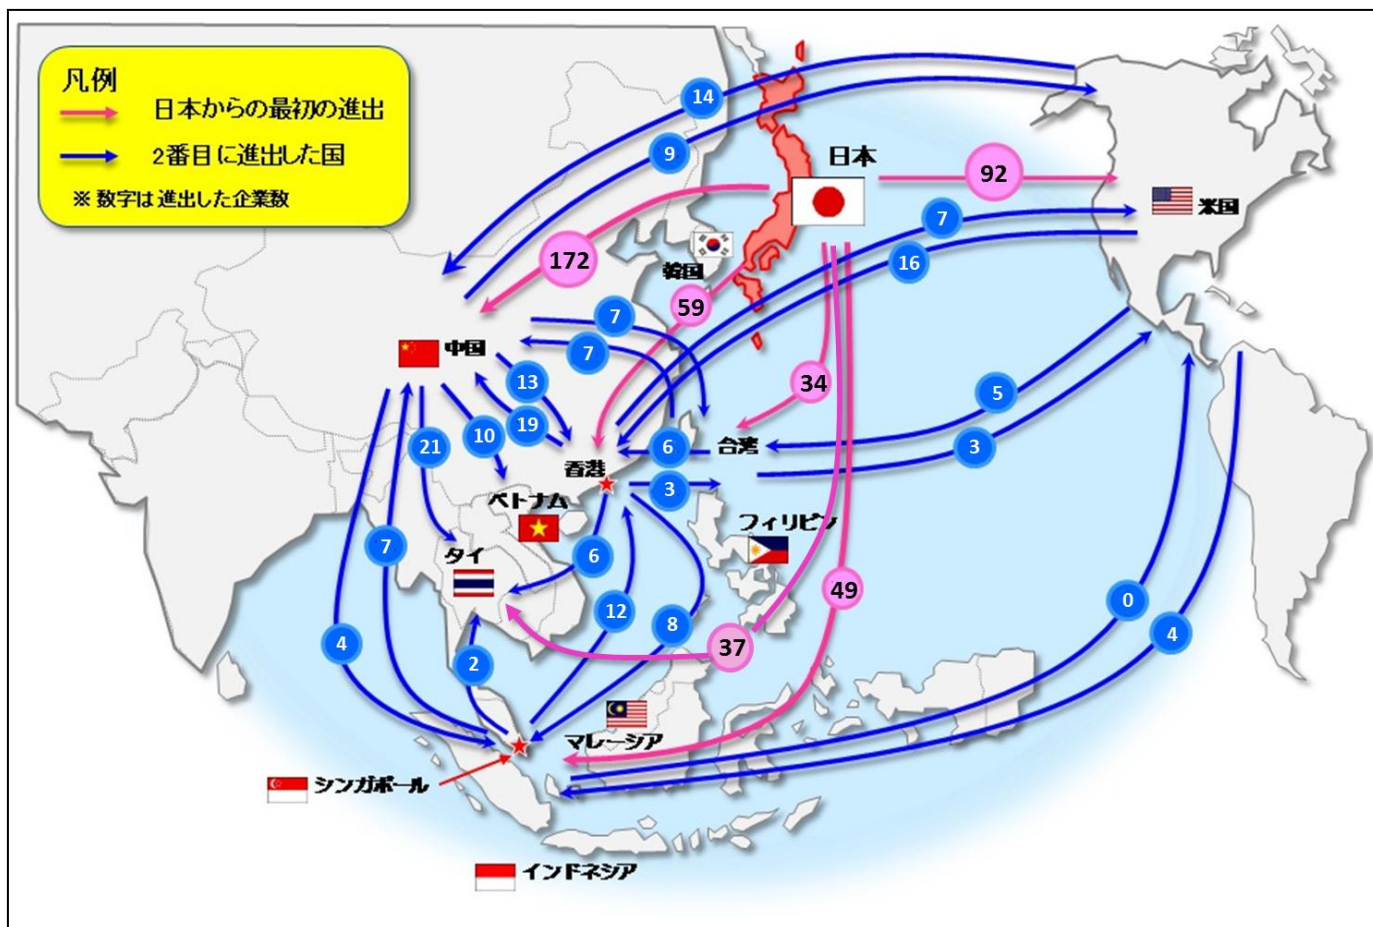 凡例
日本からの最初の進出
2番目に進出した国
※ 数字は進出した企業数
14
9
日本
92
米国
7
16
172
韓国
59
7
7
中国
13
19
34
5
21
10
6
台湾
3
香港
3
ベトナム
フィリピン
タイ
7
6
49
0
12
8
4
4
37
2
マレーシア
シンガポール
インドネシア